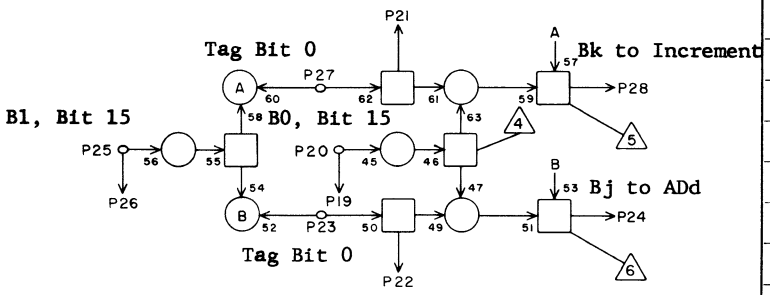 P21
Tag Bit 0
A
57
Bk to Increment
P27
A
60
62
61
59
P28
B1, Bit 15
58
B0, Bit 15
63
4
5
P25
56
55
P20
45
46
P26
54
P19
47
B
53
Bj to ADd
B
52
P23
50
49
51
P24
Tag Bit 0
6
P22